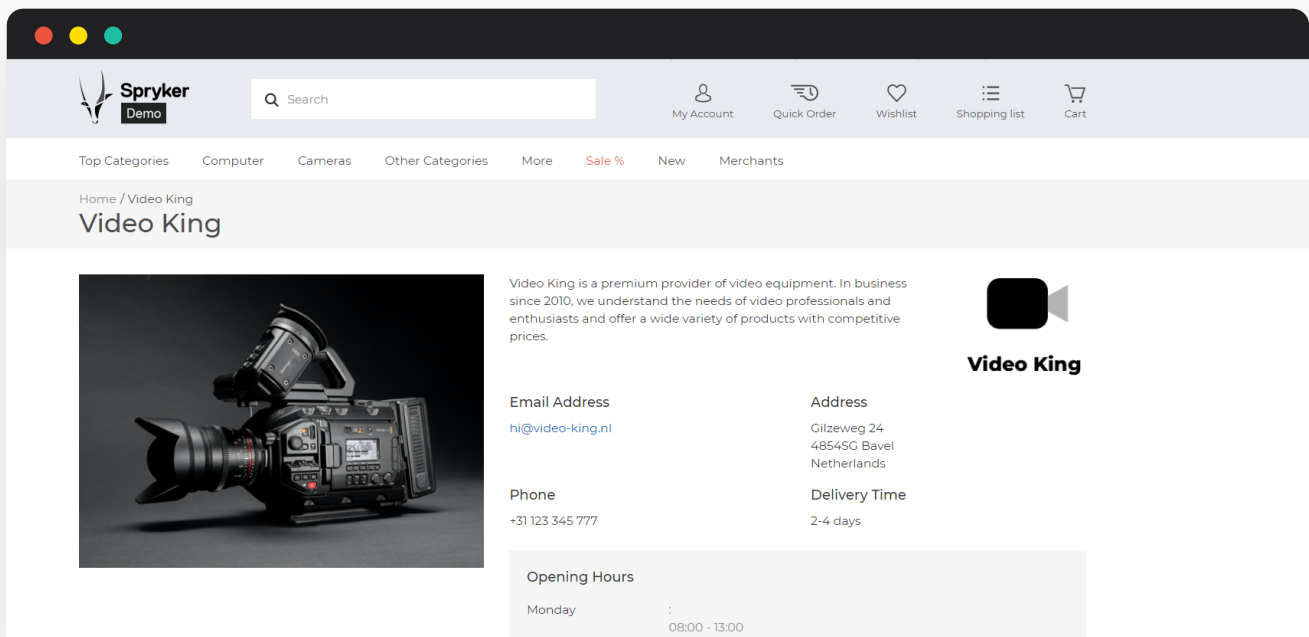 Spryker
Demo
Search
My Account
Quick Order
Wishlist
Shopping list
Cart
Top Categories
Computer
Cameras
Other Categories
More
Sale %
New
Merchants
Home / Video King
Video King
Video King is a premium provider of video equipment. In business
since 2010, we understand the needs of video professionals and
enthusiasts and offer a wide variety of products with competitive
prices.
Video King
Email Address
hi@video-king.nl
Address
Gilzeweg 24
4854SG Bavel
Netherlands
Phone
+31 123 345 777
Delivery Time
2-4 days
Opening Hours
Monday
:
08:00 - 13:00